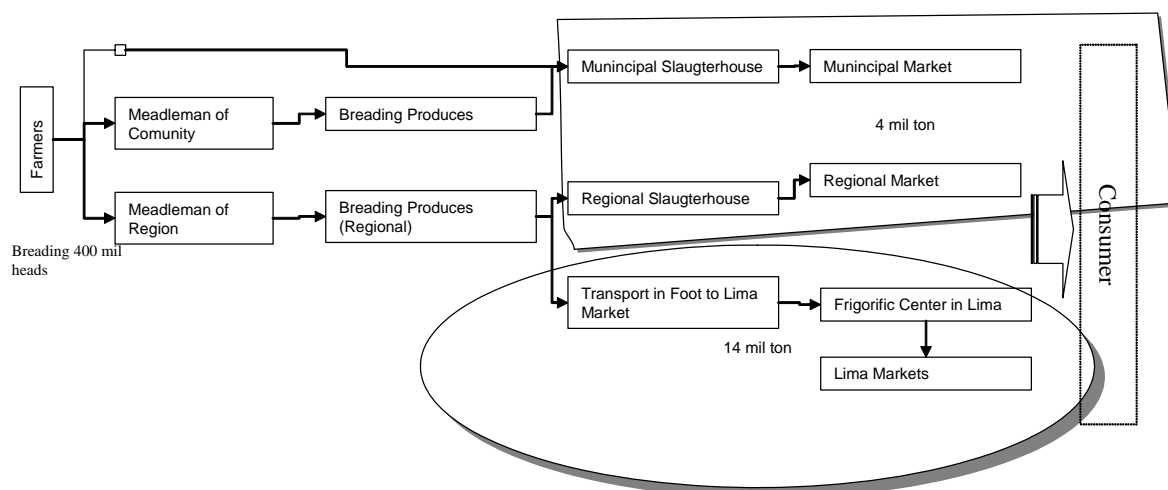 Munincipal Slaugterhouse
Munincipal Market
Farmers
Meadleman of
Comunity
Breading Produces
4 mil ton
Regional Slaugterhouse
Regional Market
Meadleman of
Region
Breading Produces
(Regional)
Consumer
Breading 400 mil
heads
Transport in Foot to Lima
Market
Frigorific Center in Lima
14 mil ton
Lima Markets